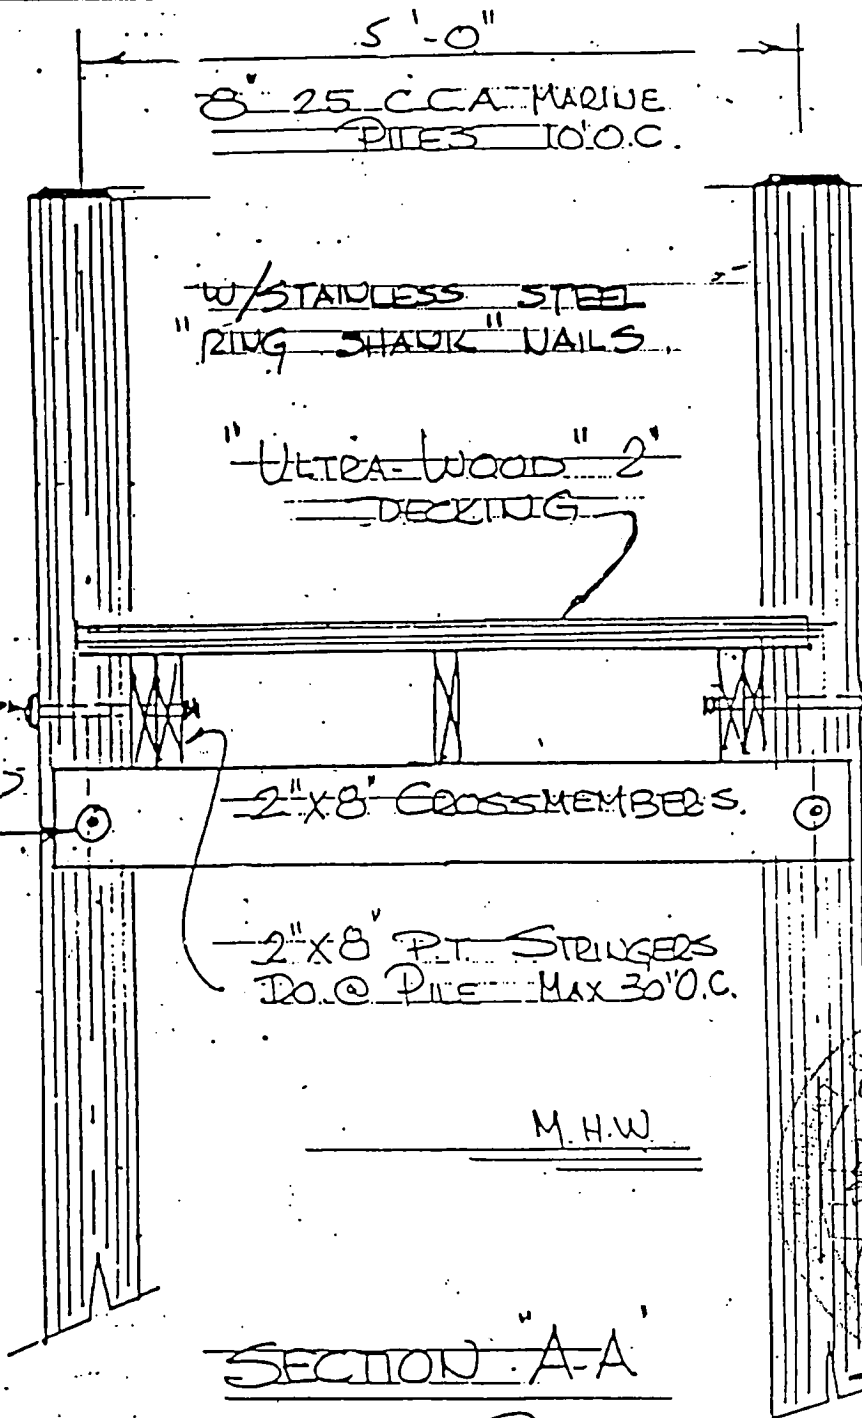 5'-0"
8" 25 CCA MARINE
PILES 10'O.C.
W/STAINLESS STEEL
"RING SHANK" NAILS.
"ULTRA-WOOD" 2"
DECKING
2"X8" CROSSMEMBERS.
2"X8" P.T. STRINGERS
DO. @ PILE MAX 30"O.C.
M.H.W.
SECTION "A-A"